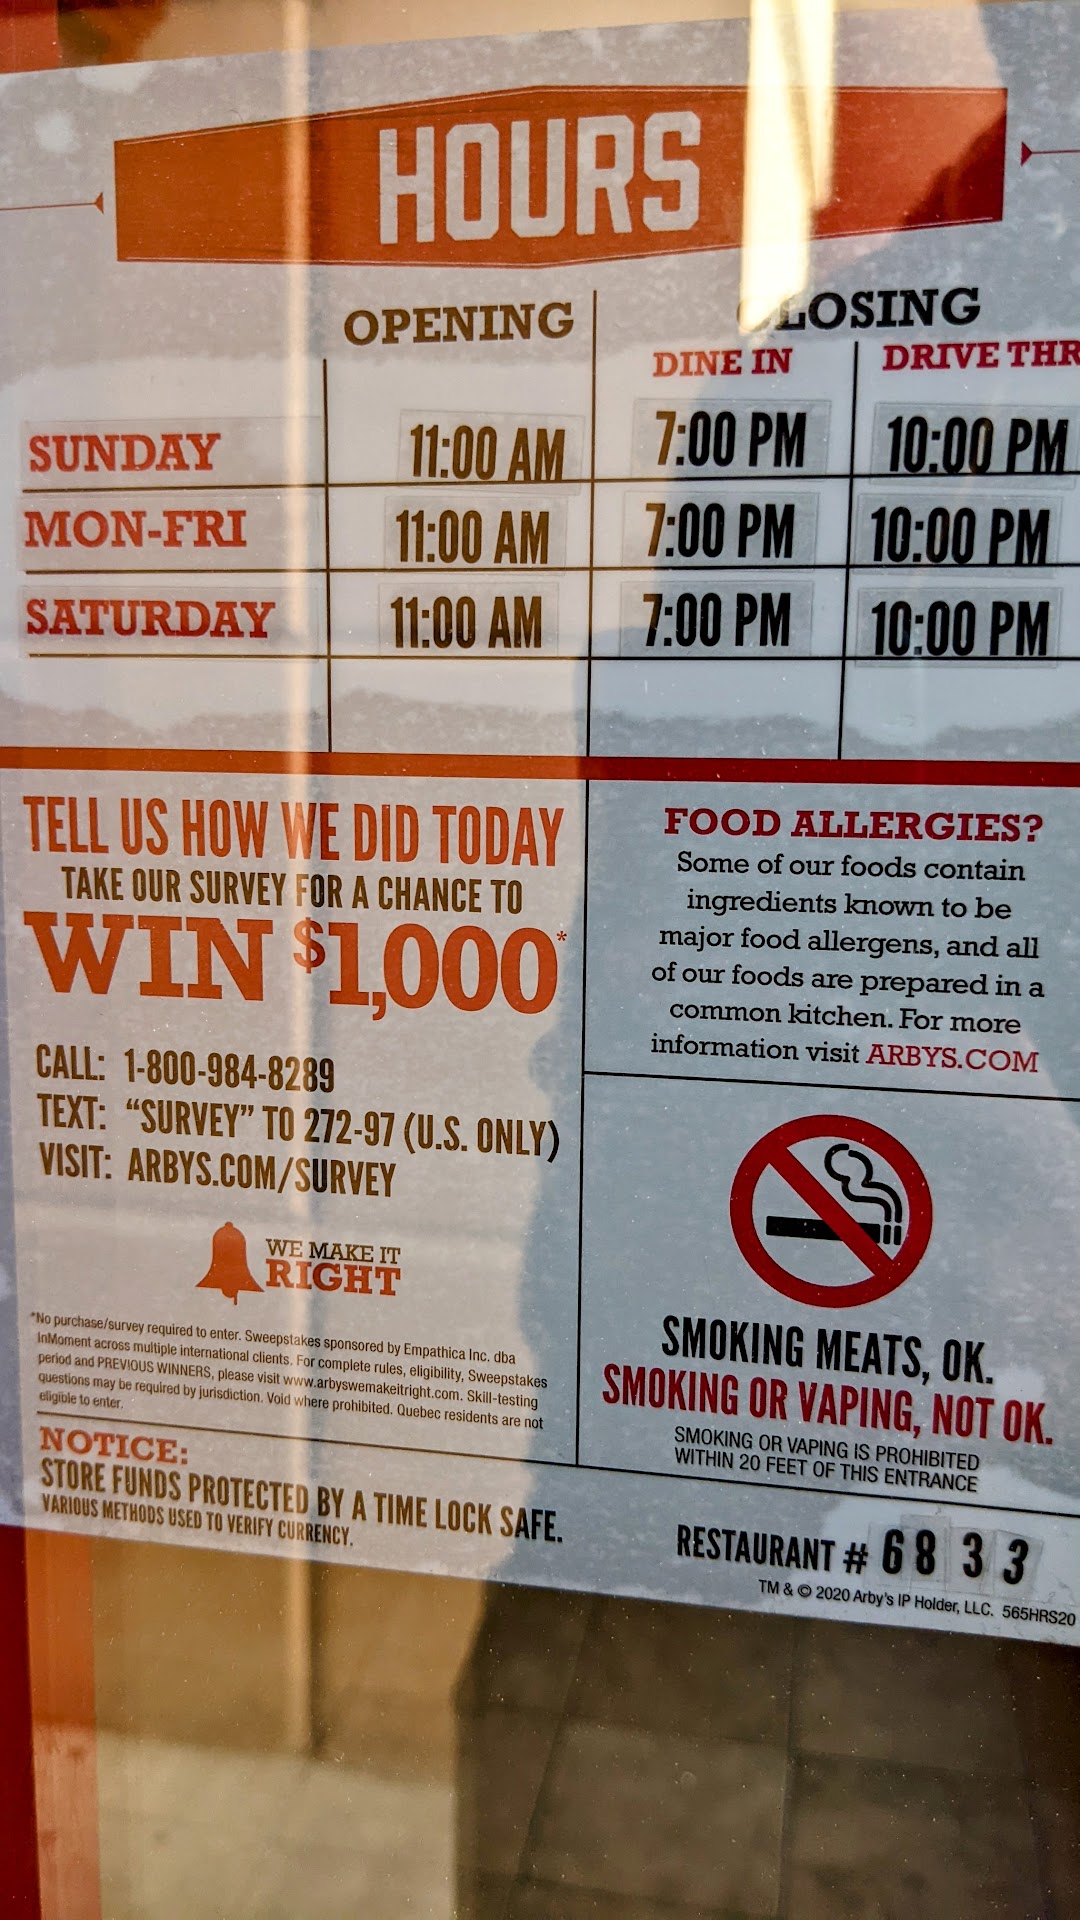 HOURS
OPENING
CLOSING
DINE IN
DRIVE THR
SUNDAY 11:00 AM 7:00 PM 10:00 PM
MON-FRI 11:00 AM 7:00 PM 10:00 PM
SATURDAY 11:00 AM 7:00 PM 10:00 PM
TELL US HOW WE DID TODAY
TAKE OUR SURVEY FOR A CHANCE TO
WIN $1,000*
CALL: 1-800-984-8289
TEXT: “SURVEY” TO 272-97 (U.S. ONLY)
VISIT: ARBYS.COM/SURVEY
WE MAKE IT
RIGHT
*No purchase/survey required to enter. Sweepstakes sponsored by Empathica Inc. dba
InMoment across multiple international clients. For complete rules, eligibility, Sweepstakes
period and PREVIOUS WINNERS, please visit www.arbyswemakeitright.com. Skill-testing
questions may be required by jurisdiction. Void where prohibited. Quebec residents are not
eligible to enter.
NOTICE:
STORE FUNDS PROTECTED BY A TIME LOCK SAFE.
VARIOUS METHODS USED TO VERIFY CURRENCY.
FOOD ALLERGIES?
Some of our foods contain
ingredients known to be
major food allergens, and all
of our foods are prepared in a
common kitchen. For more
information visit ARBYS.COM
SMOKING MEATS, OK.
SMOKING OR VAPING, NOT OK.
SMOKING OR VAPING IS PROHIBITED
WITHIN 20 FEET OF THIS ENTRANCE
RESTAURANT # 6833
TM & © 2020 Arby's IP Holder, LLC. 565HRS20